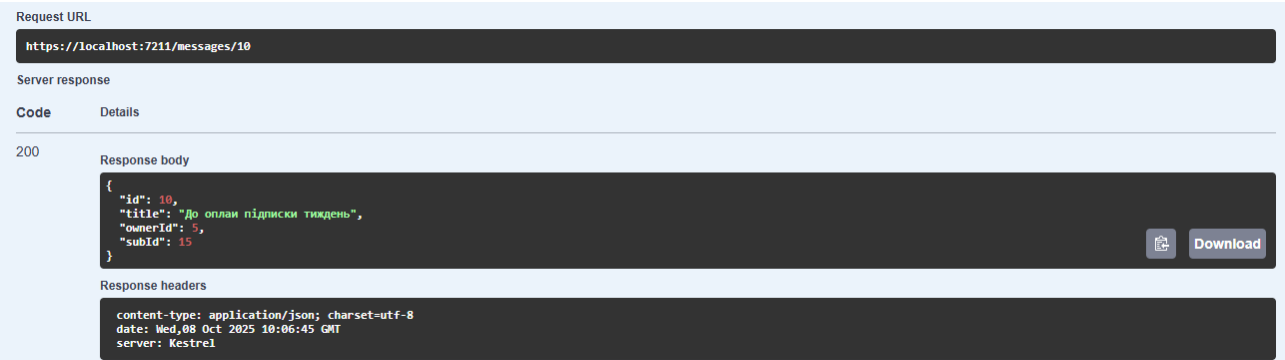 Request URL
https://localhost:7211/messages/10
Server response
Code Details
200
Response body
{
"id": 10,
"title": "До оплаи підписки тиждень",
"ownerId": 5,
"subId": 15
}
Download
Response headers
content-type: application/json; charset=utf-8
date: Wed,08 Oct 2025 10:06:45 GMT
server: Kestrel